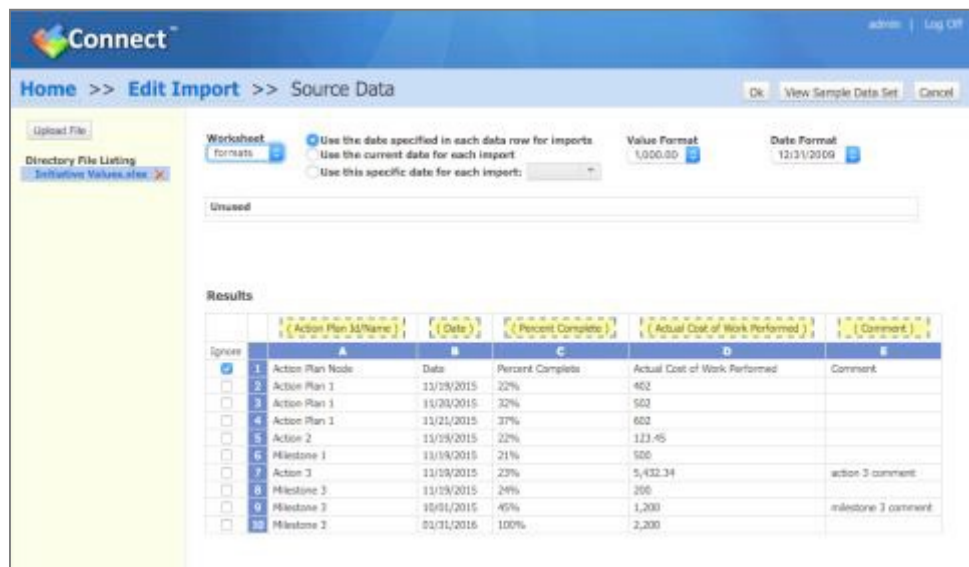 Connect™
admin | Log Off
Home >> Edit Import >> Source Data
Ok View Sample Data Set Cancel
Upload File
Directory File Listing
Initiative Values.xlsx
Worksheet
formats
Use the date specified in each data row for imports
Use the current date for each import
Use this specific date for each import:
Value Format
1,000.00
Date Format
12/31/2009
Unused
Results
( Action Plan Id/Name ) ( Date ) ( Percent Complete ) ( Actual Cost of Work Performed ) ( Comment )
Ignore A B C D E
1 Action Plan Node Date Percent Complete Actual Cost of Work Performed Comment
2 Action Plan 1 11/19/2015 22% 402
3 Action Plan 1 11/20/2015 32% 502
4 Action Plan 1 11/21/2015 37% 602
5 Action 2 11/19/2015 22% 123.45
6 Milestone 1 11/19/2015 21% 500
7 Action 3 11/19/2015 23% 5,432.34 action 3 comment
8 Milestone 3 11/19/2015 24% 200
9 Milestone 3 10/01/2015 45% 1,200 milestone 3 comment
10 Milestone 3 01/31/2016 100% 2,200